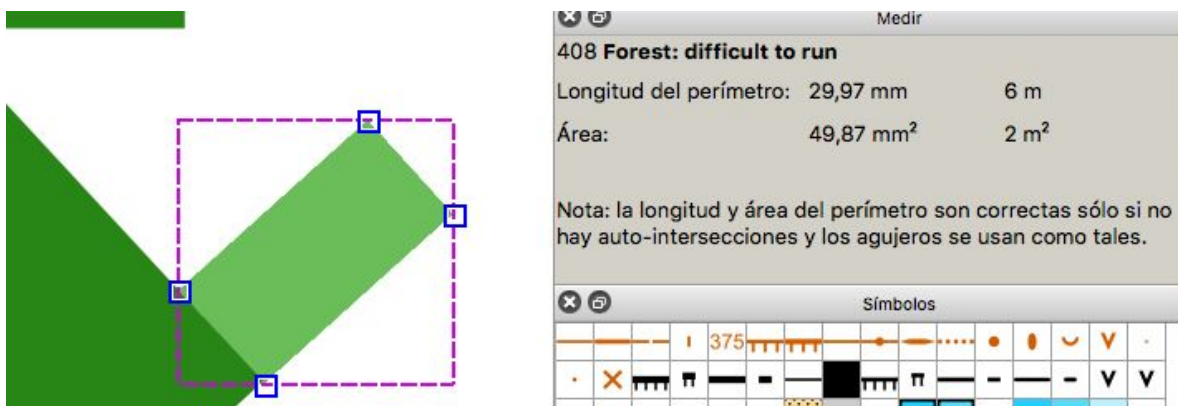 Medir
408 Forest: difficult to run
Longitud del perímetro: 29,97 mm 6 m
Área: 49,87 mm² 2 m²
Nota: la longitud y área del perímetro son correctas sólo si no
hay auto-intersecciones y los agujeros se usan como tales.
Símbolos
375